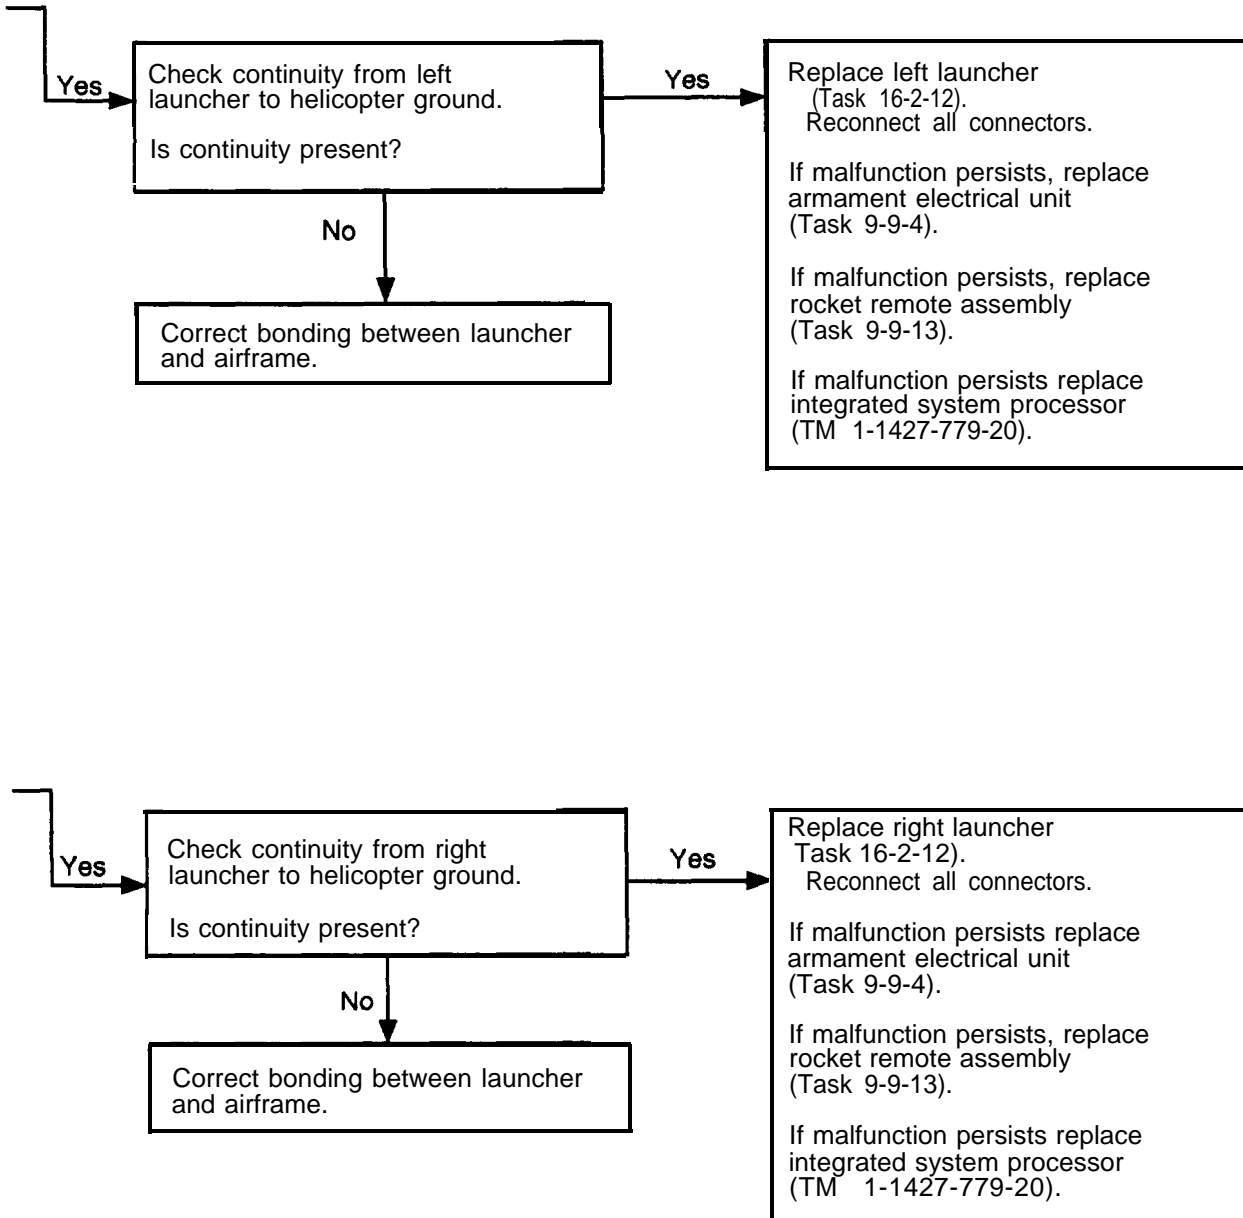 Yes
Check continuity from left
launcher to helicopter ground.
Is continuity present?
Yes
Replace left launcher
(Task 16-2-12).
Reconnect all connectors.
If malfunction persists, replace
armament electrical unit
(Task 9-9-4).
If malfunction persists, replace
rocket remote assembly
(Task 9-9-13).
If malfunction persists replace
integrated system processor
(TM 1-1427-779-20).
No
Correct bonding between launcher
and airframe.
Yes
Check continuity from right
launcher to helicopter ground.
Is continuity present?
Yes
Replace right launcher
Task 16-2-12).
Reconnect all connectors.
If malfunction persists replace
armament electrical unit
(Task 9-9-4).
If malfunction persists, replace
rocket remote assembly
(Task 9-9-13).
If malfunction persists replace
integrated system processor
(TM 1-1427-779-20).
No
Correct bonding between launcher
and airframe.